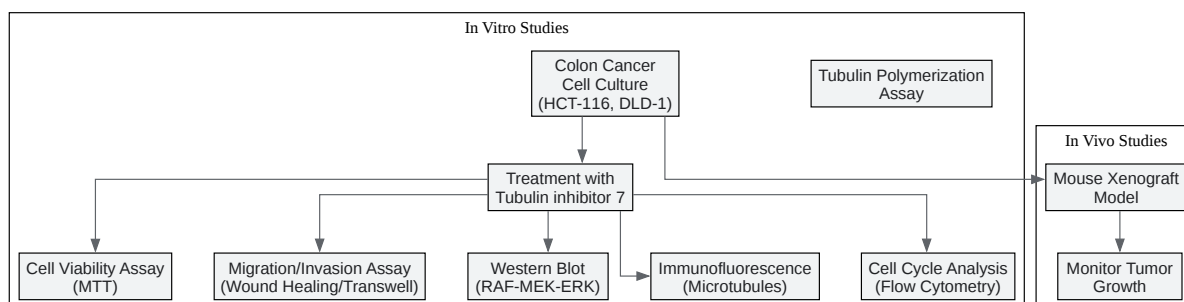 In Vitro Studies
Colon Cancer
Cell Culture
(HCT-116, DLD-1)
Tubulin Polymerization
Assay
In Vivo Studies
Treatment with
Tubulin inhibitor 7
Mouse Xenograft
Model
Cell Viability Assay
(MTT)
Migration/Invasion Assay
(Wound Healing/Transwell)
Western Blot
(RAF-MEK-ERK)
Immunofluorescence
(Microtubules)
Cell Cycle Analysis
(Flow Cytometry)
Monitor Tumor
Growth